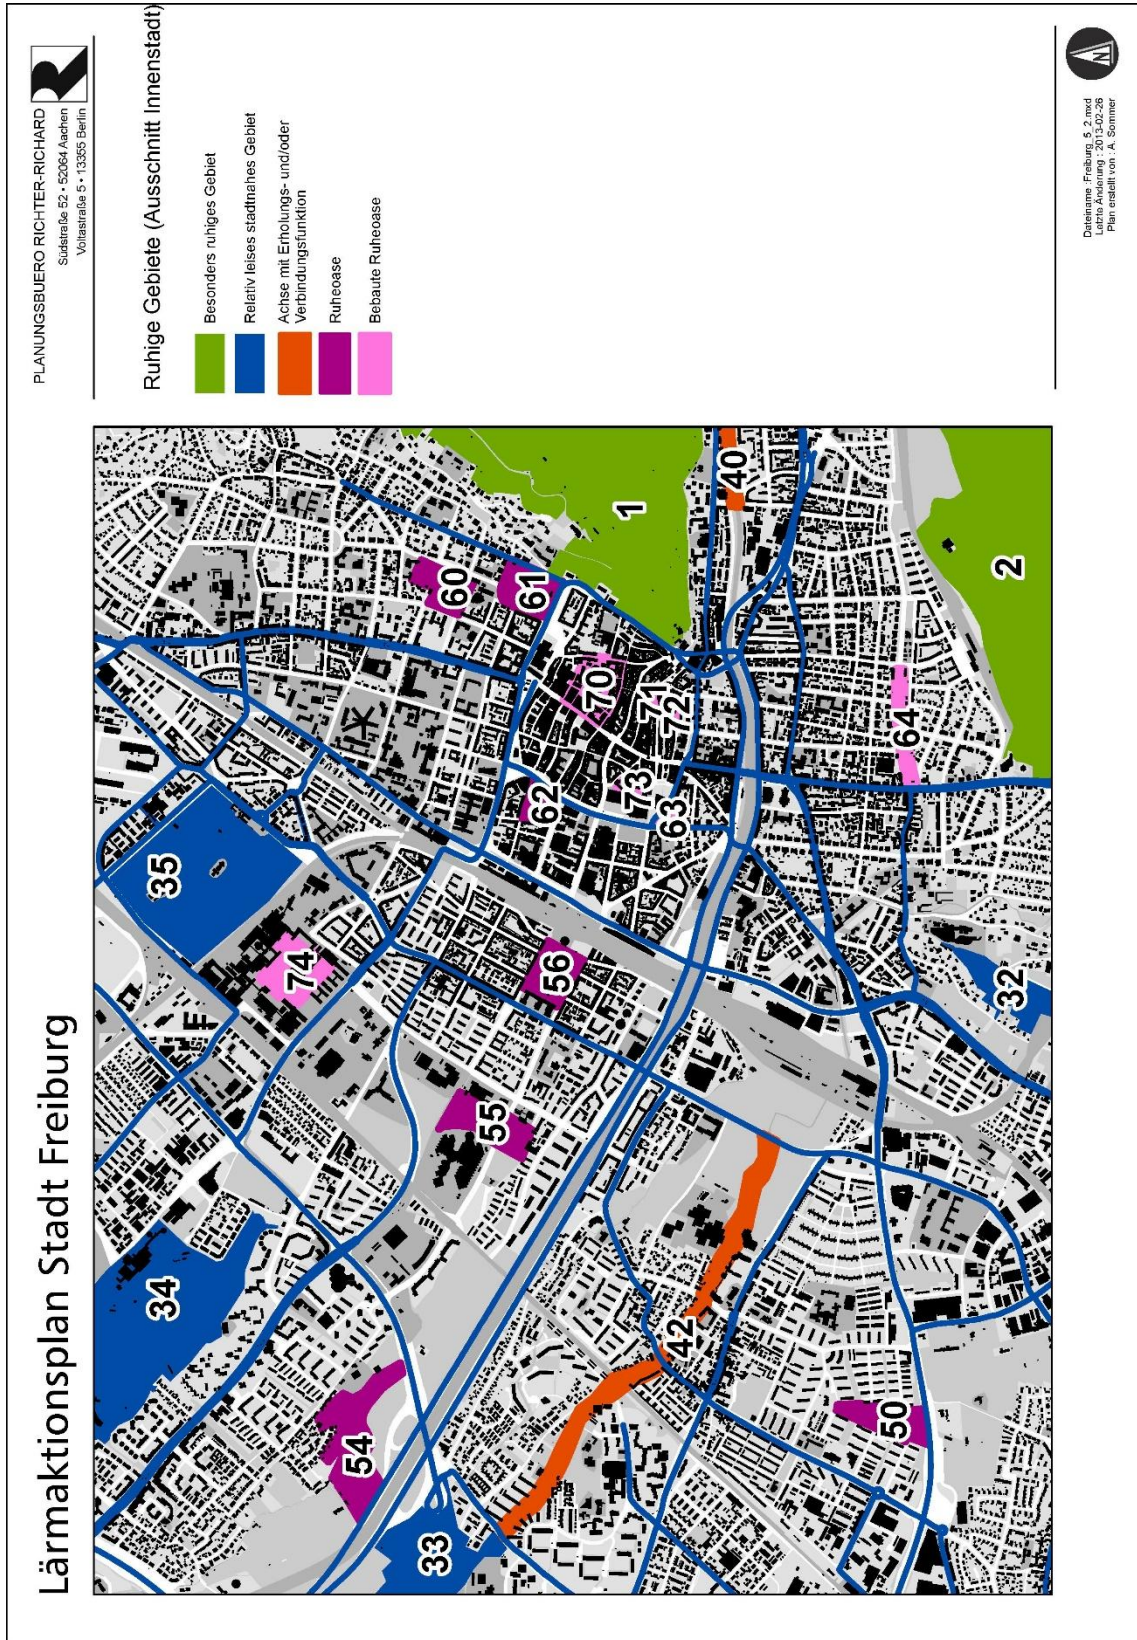 Lärmaktionsplan Stadt Freiburg
PLANUNGSBUERO RICHTER-RICHARD
Südstraße 52 • 52064 Aachen
Voltastraße 5 • 13355 Berlin
Ruhige Gebiete (Ausschnitt Innenstadt)
Besonders ruhiges Gebiet
Relativ leises stadtnahes Gebiet
Achse mit Erholungs- und/oder
Verbindungsfunktion
Ruheoase
Bebaute Ruheoase
34
35
54
74
60
33
55
56
62
61
70
1
42
73
71
63
72
40
50
64
32
2
N
Dateiname :Freiburg_5_2.mxd
Letzte Änderung : 2013-02-26
Plan erstellt von : A. Sommer